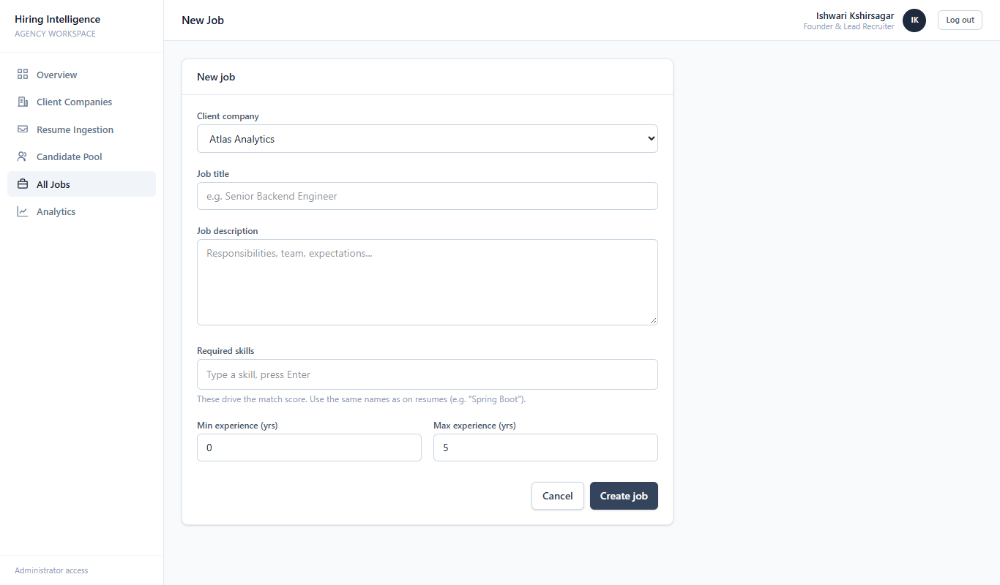 Hiring Intelligence
AGENCY WORKSPACE
Overview
Client Companies
Resume Ingestion
Candidate Pool
All Jobs
Analytics
Administrator access
New Job
Ishwari Kshirsagar
Founder & Lead Recruiter
IK
Log out
New job
Client company
Atlas Analytics
Job title
e.g. Senior Backend Engineer
Job description
Responsibilities, team, expectations...
Required skills
Type a skill, press Enter
These drive the match score. Use the same names as on resumes (e.g. "Spring Boot").
Min experience (yrs)
Max experience (yrs)
0
5
Cancel
Create job